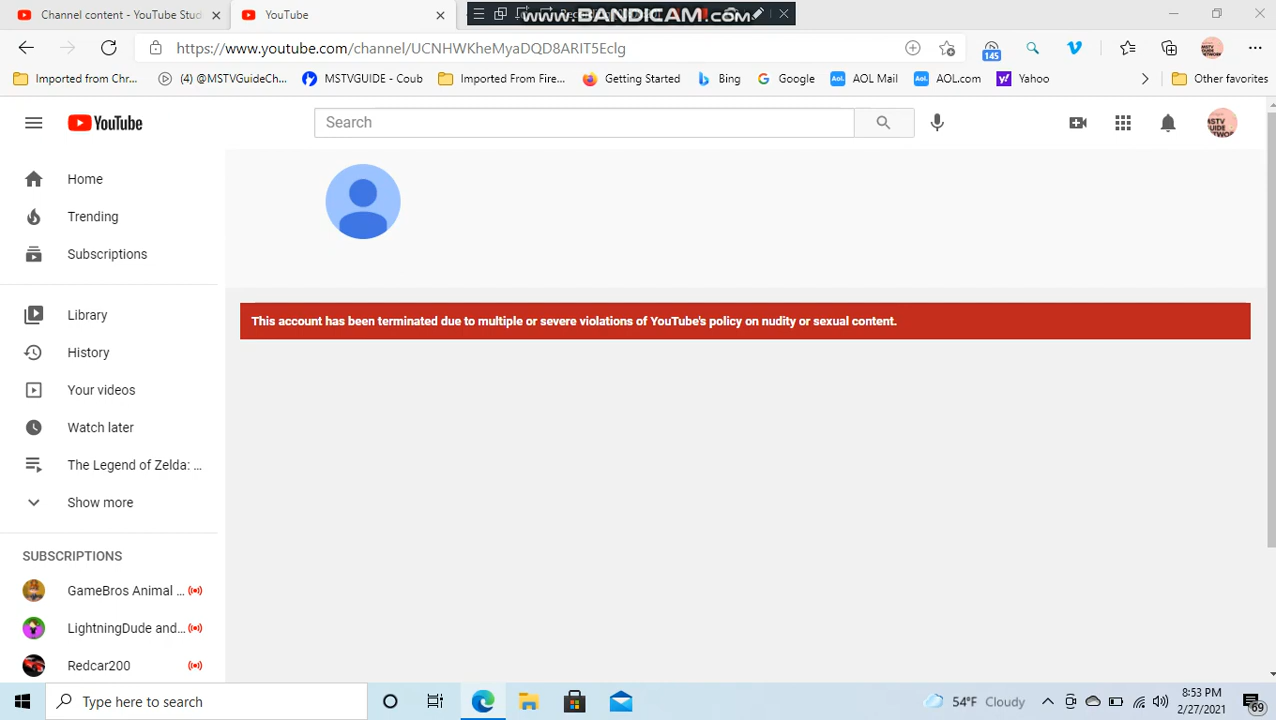 Channel content - YouTube Stud
YouTube
www.BANDICAM.com
https://www.youtube.com/channel/UCNHWKheMyaDQD8ARIT5Eclg
145
Imported from Chr...
(4) @MSTVGuideCh...
MSTVGUIDE - Coub
Imported From Fire...
Getting Started
Bing
Google
AOL Mail
AOL.com
Yahoo
Other favorites
YouTube
Search
MSTV GUIDE
Home
Trending
Subscriptions
This account has been terminated due to multiple or severe violations of YouTube's policy on nudity or sexual content.
Library
History
Your videos
Watch later
The Legend of Zelda: ...
Show more
SUBSCRIPTIONS
GameBros Animal ...
LightningDude and...
Redcar200
Type here to search
54°F Cloudy
8:53 PM
2/27/2021
69